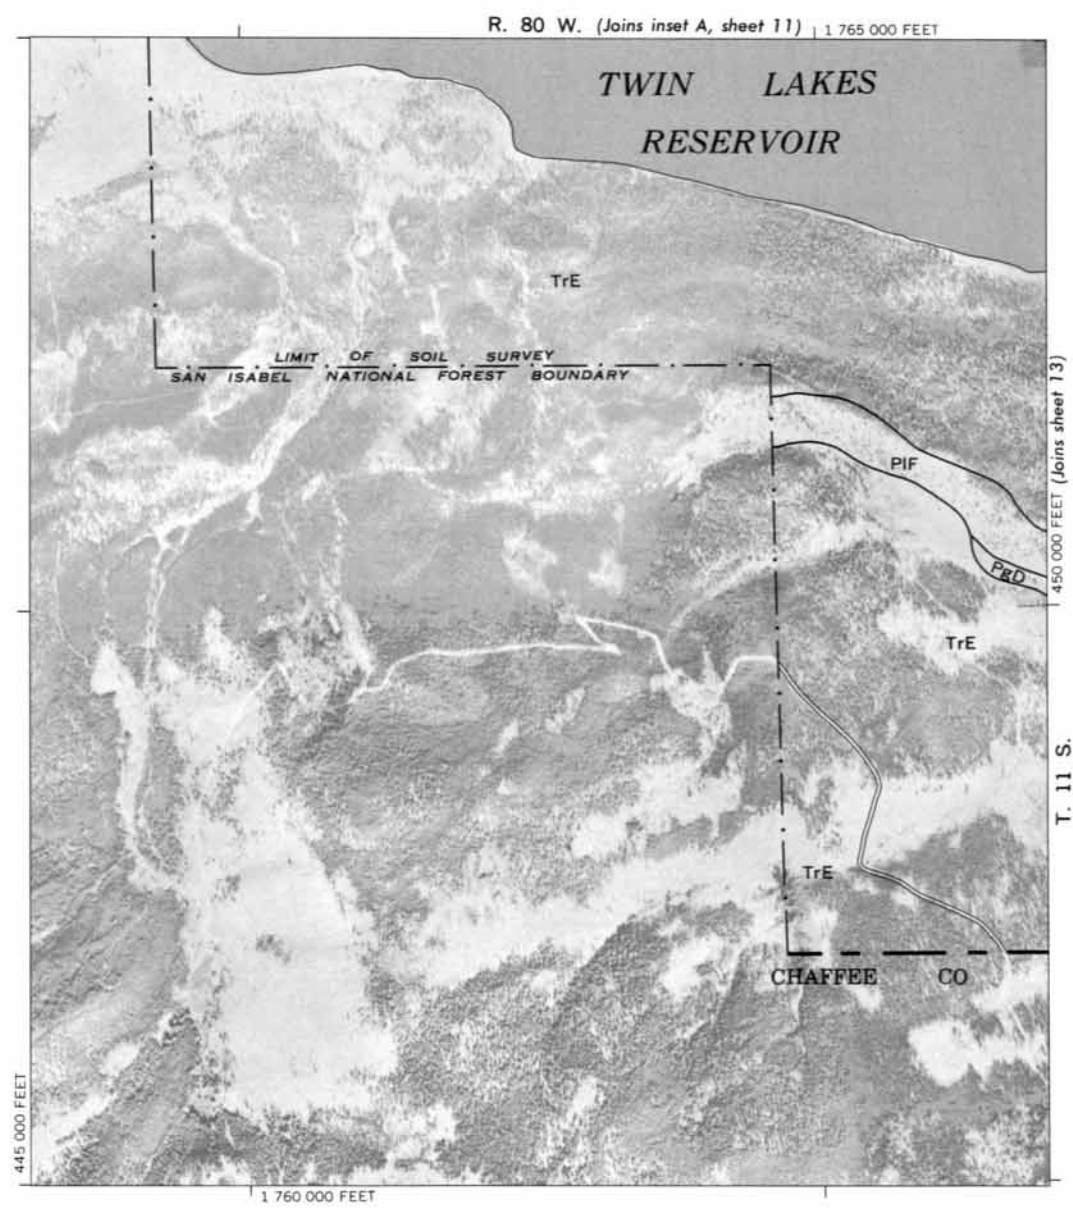 R. 80 W. (Joins inset A, sheet 11) 1 765 000 FEET
TWIN LAKES
RESERVOIR
TrE
LIMIT OF SOIL SURVEY
SAN ISABEL NATIONAL FOREST BOUNDARY
PlF
PgD
TrE
450 000 FEET (Joins sheet 13)
T. 11 S.
TrE
CHAFFEE CO
445 000 FEET
1 760 000 FEET